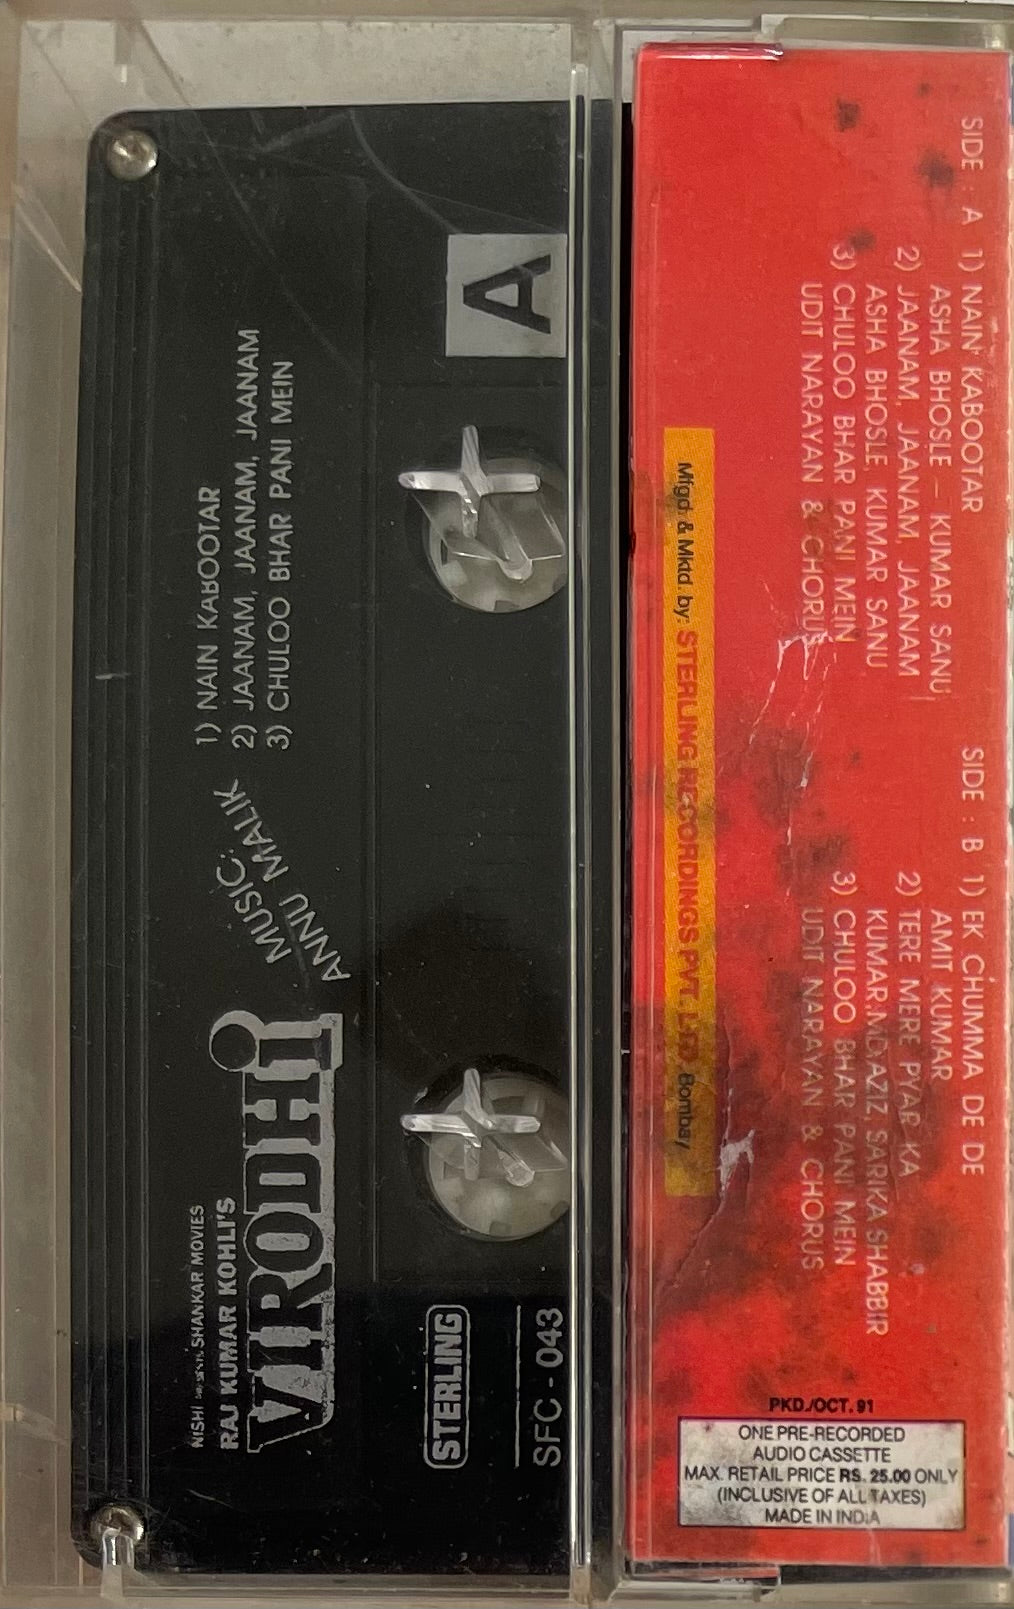 NISHI SHANKAR MOVIES
RAJ KUMAR KOHLI'S
VIRODHI
MUSIC:
ANNU MALIK
1) NAIN KABOOTAR
2) JAANAM, JAANAM, JAANAM
3) CHULOO BHAR PANI MEIN
STERLING
SFC - 043
A
SIDE : A 1) NAIN KABOOTAR
ASHA BHOSLE – KUMAR SANU
2) JAANAM, JAANAM, JAANAM
ASHA BHOSLE, KUMAR SANU
3) CHULOO BHAR PANI MEIN
UDIT NARAYAN & CHORUS
SIDE : B 1) EK CHUMMA DE DE
AMIT KUMAR
2) TERE MERE PYAR KA
KUMAR, MD. AZIZ, SARIKA SHABBIR
3) CHULOO BHAR PANI MEIN
UDIT NARAYAN & CHORUS
Mfgd. & Mktd. by: STERLING RECORDINGS PVT. LTD. Bombay
PKD./OCT. 91
ONE PRE-RECORDED
AUDIO CASSETTE
MAX. RETAIL PRICE RS. 25.00 ONLY
(INCLUSIVE OF ALL TAXES)
MADE IN INDIA